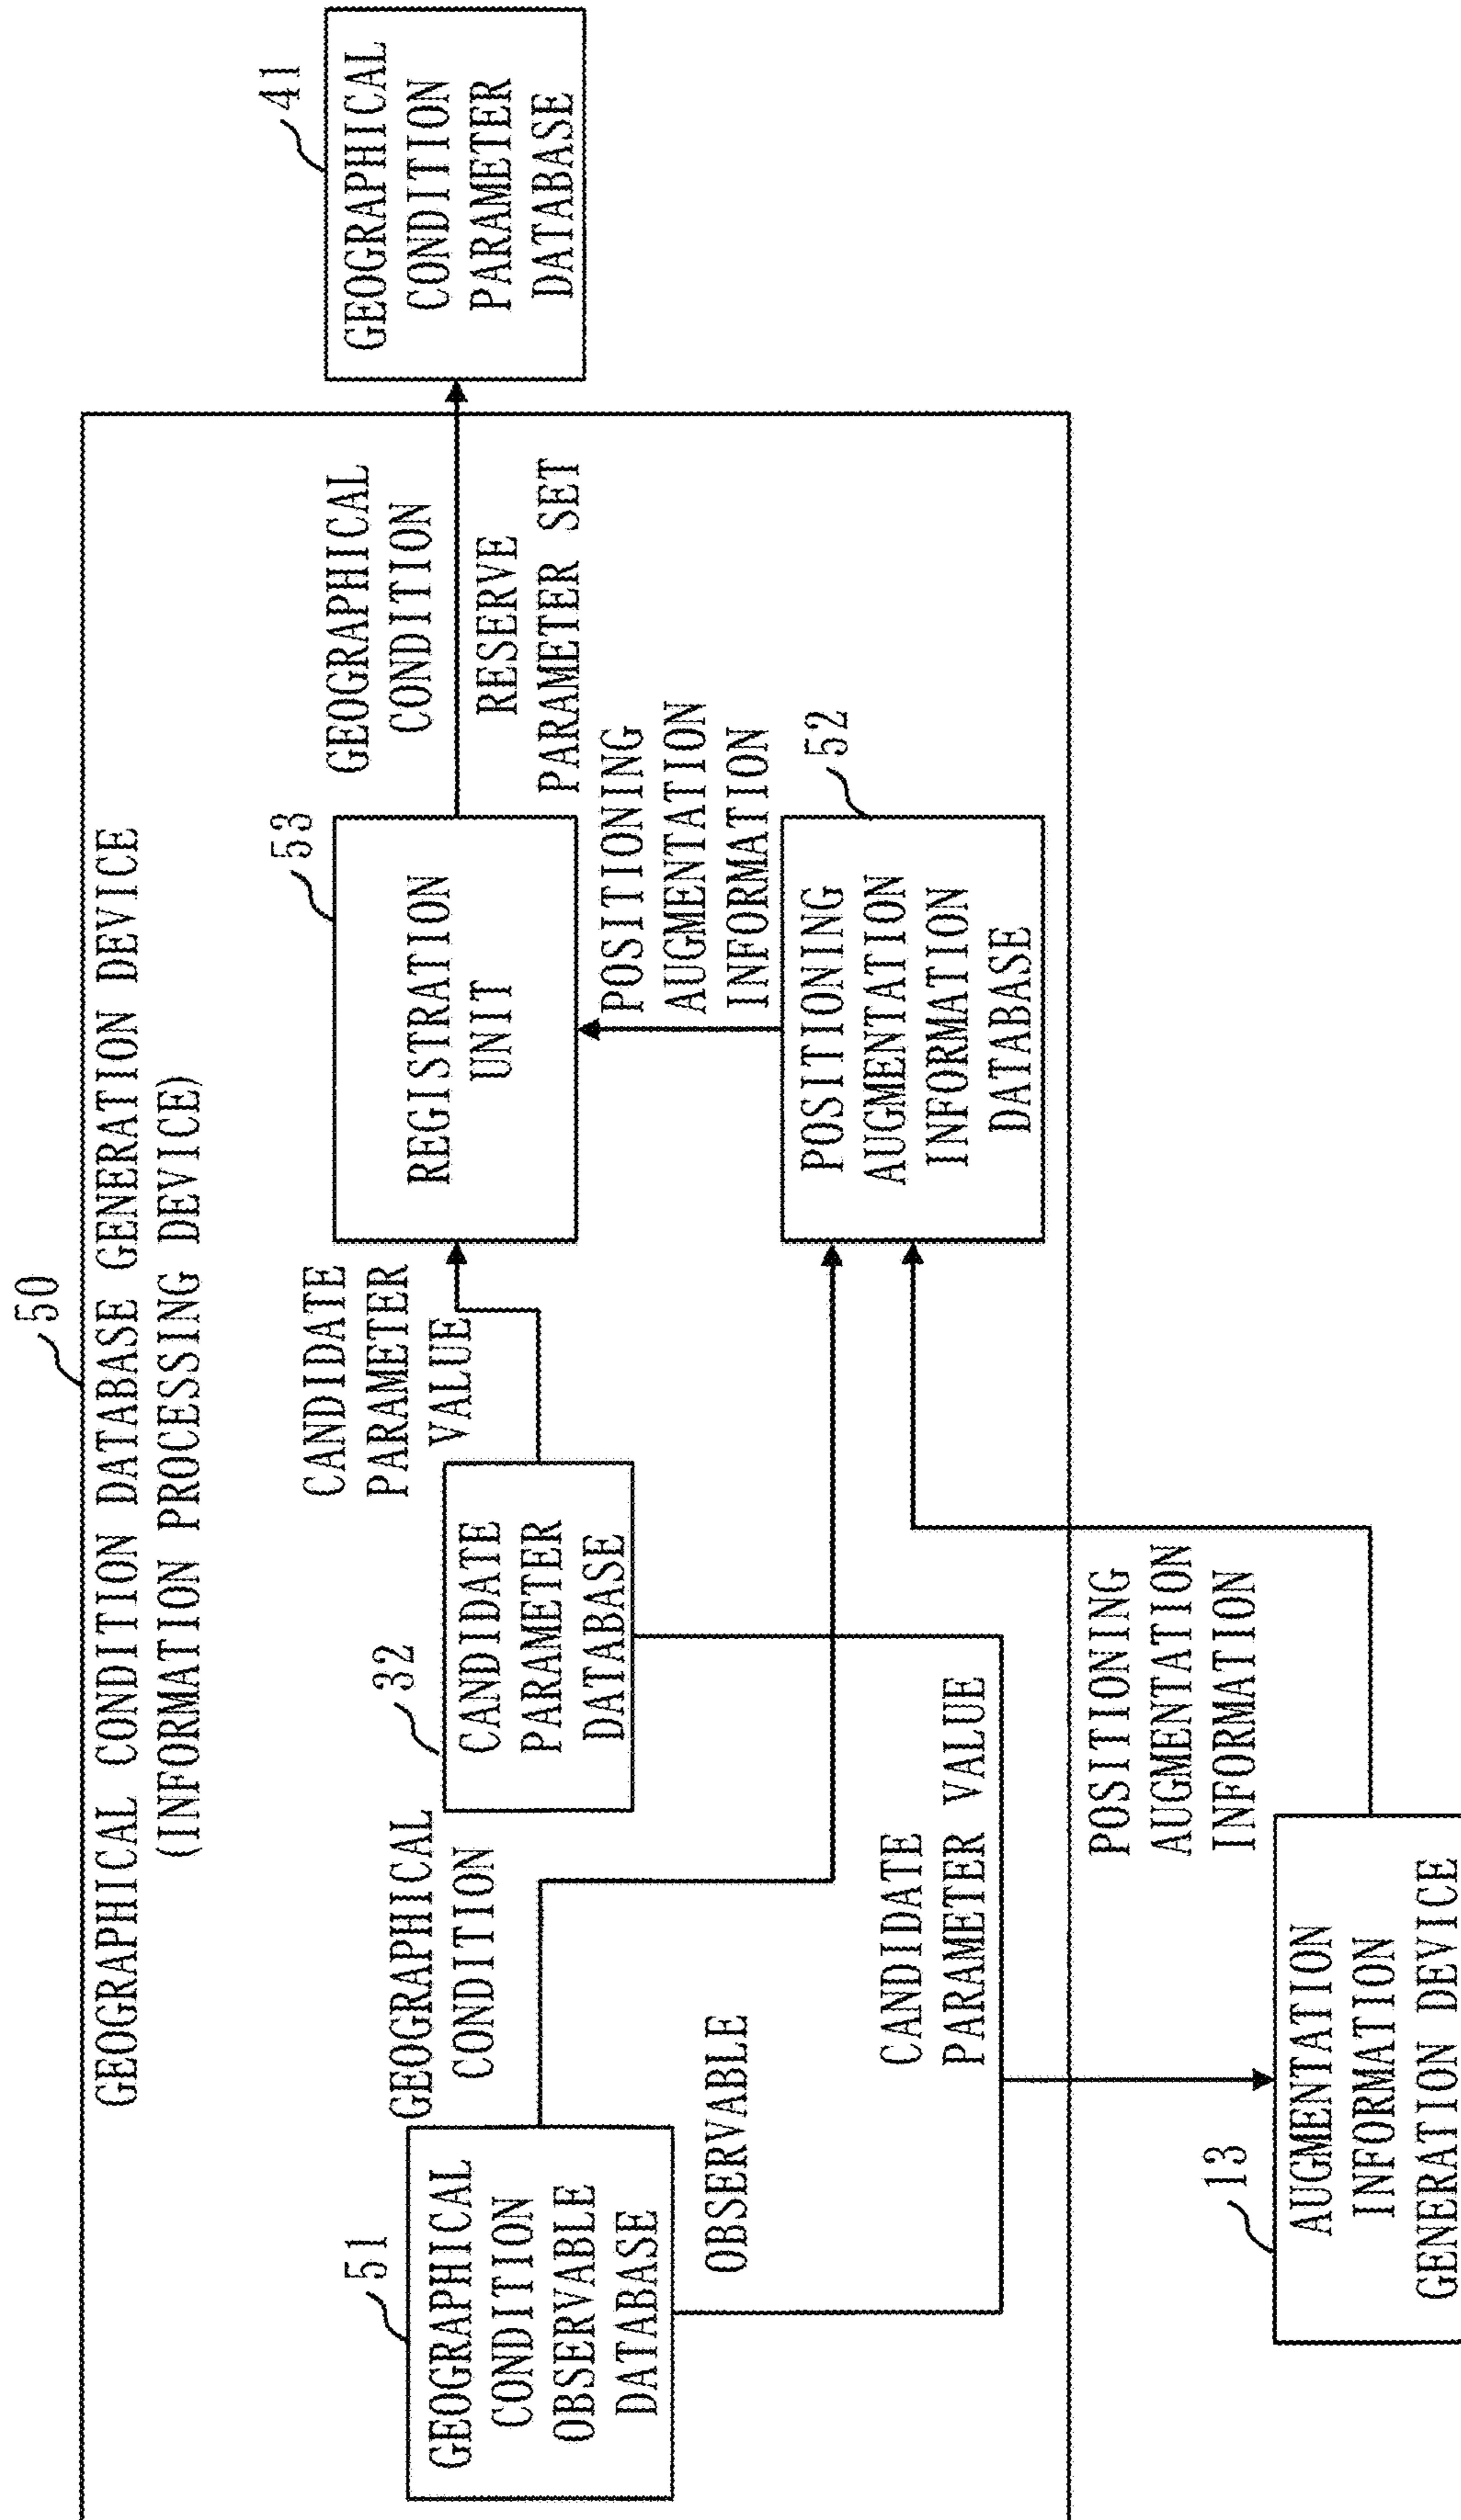 50
GEOGRAPHICAL CONDITION DATABASE GENERATION DEVICE
(INFORMATION PROCESSING DEVICE)
51
GEOGRAPHICAL
CONDITION
OBSERVABLE
DATABASE
GEOGRAPHICAL
CONDITION
OBSERVABLE
32
CANDIDATE
PARAMETER
DATABASE
CANDIDATE
PARAMETER
VALUE
CANDIDATE
PARAMETER VALUE
53
REGISTRATION
UNIT
GEOGRAPHICAL
CONDITION
RESERVE
PARAMETER SET
41
GEOGRAPHICAL
CONDITION
PARAMETER
DATABASE
POSITIONING
AUGMENTATION
INFORMATION
52
POSITIONING
AUGMENTATION
INFORMATION
DATABASE
13
AUGMENTATION
INFORMATION
GENERATION DEVICE
POSITIONING
AUGMENTATION
INFORMATION